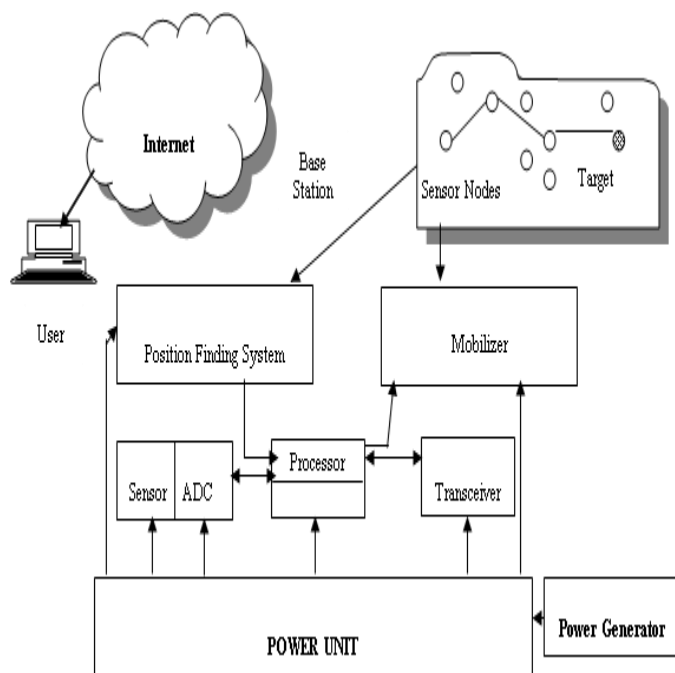 Internet
Base
Station
Sensor Nodes
Target
User
Position Finding System
Mobilizer
Sensor
ADC
Processor
Transceiver
POWER UNIT
Power Generator